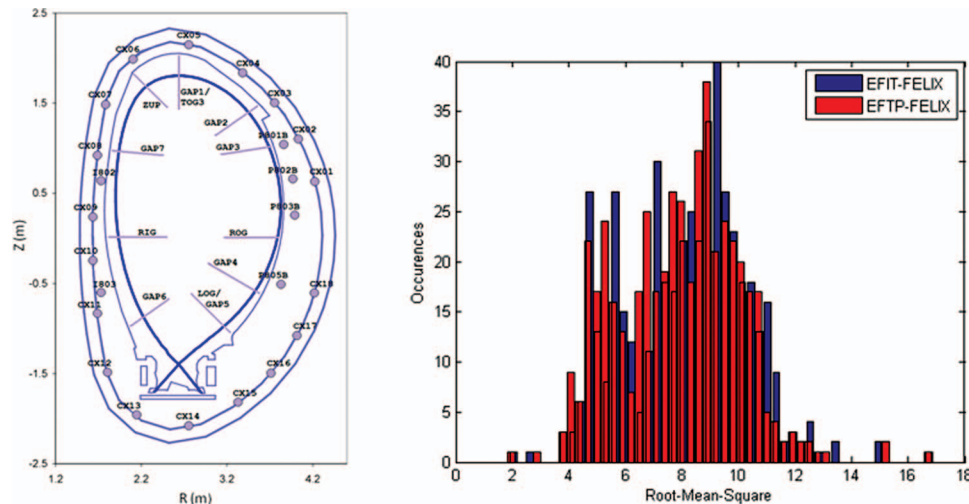 2.5
1.5
0.5
-0.5
-1.5
-2.5
Z (m)
1.2
2.2
3.2
4.2
R (m)
CX05
CX06
CX04
GAP1/
TOG3
CX07
ZUP
CX03
GAP2
CX02
P801B
CX08
GAP7
GAP3
I802
P802B
CX01
CX09
P803B
RIG
ROG
CX10
GAP4
P805B
I803
GAP6
LOG/
GAP5
CX18
CX11
CX17
CX12
CX16
CX15
CX13
CX14
40
35
30
25
20
15
10
5
0
Occurences
0
2
4
6
8
10
12
14
16
18
Root-Mean-Square
EFIT-FELIX
EFTP-FELIX